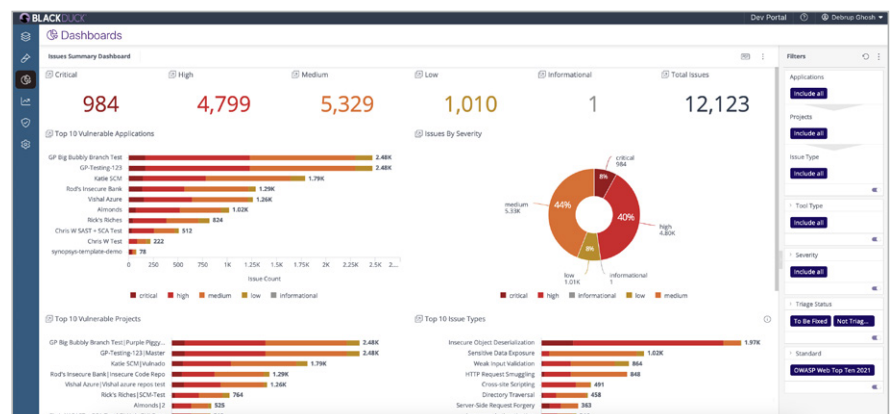 BLACKDUCK
Dev Portal
Debrup Ghosh
Dashboards
Issues Summary Dashboard
Critical
High
Medium
Low
Informational
Total Issues
984
4,799
5,329
1,010
1
12,123
Top 10 Vulnerable Applications
GP Big Bubbly Branch Test
2.48K
GP-Testing-123
2.48K
Katie SCM
1.79K
Rod's Insecure Bank
1.29K
Vishal Azure
1.26K
Almonds
1.02K
Rick's Riches
824
Chris W SAST + SCA Test
512
Chris W Test
222
synopsys-template-demo
78
0 250 500 750 1K 1.25K 1.5K 1.75K 2K 2.25K 2.5K 2...
Issue Count
critical high medium low informational
Issues By Severity
critical
984
8%
medium
5.33K
44%
40%
high
4.80K
8%
low
1.01K
informational
1
critical high informational low medium
Top 10 Vulnerable Projects
GP Big Bubbly Branch Test|Purple Piggy...
2.48K
GP-Testing-123|Master
2.48K
Katie SCM|Vulnado
1.79K
Rod's Insecure Bank|Insecure Code Repo
1.29K
Vishal Azure|Vishal azure repos test
1.26K
Rick's Riches|SCM-Test
764
Almonds|2
525
Top 10 Issue Types
Insecure Object Deserialization
1.97K
Sensitive Data Exposure
1.02K
Weak Input Validation
864
HTTP Request Smuggling
848
Cross-site Scripting
491
Directory Traversal
458
Server-Side Request Forgery
363
Filters
Applications
Include all
Projects
Include all
Issue Type
Include all
Tool Type
Include all
Severity
Include all
Triage Status
To Be Fixed Not Triag...
Standard
OWASP Web Top Ten 2021